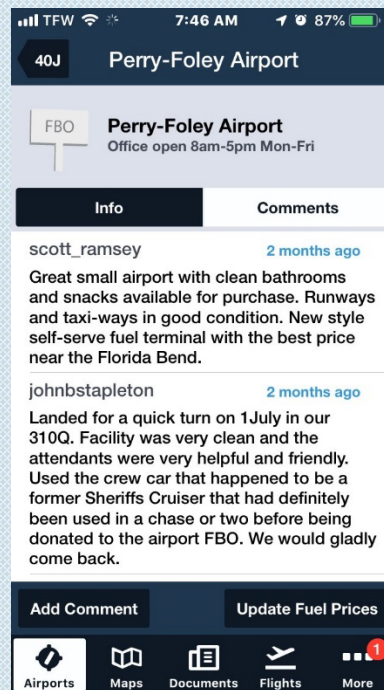 TFW 7:46 AM 87%
40J Perry-Foley Airport
FBO
Perry-Foley Airport
Office open 8am-5pm Mon-Fri
Info Comments
scott_ramsey 2 months ago
Great small airport with clean bathrooms
and snacks available for purchase. Runways
and taxi-ways in good condition. New style
self-serve fuel terminal with the best price
near the Florida Bend.
johnbstapleton 2 months ago
Landed for a quick turn on 1July in our
310Q. Facility was very clean and the
attendants were very helpful and friendly.
Used the crew car that happened to be a
former Sheriffs Cruiser that had definitely
been used in a chase or two before being
donated to the airport FBO. We would gladly
come back.
Add Comment Update Fuel Prices
1
Airports Maps Documents Flights More